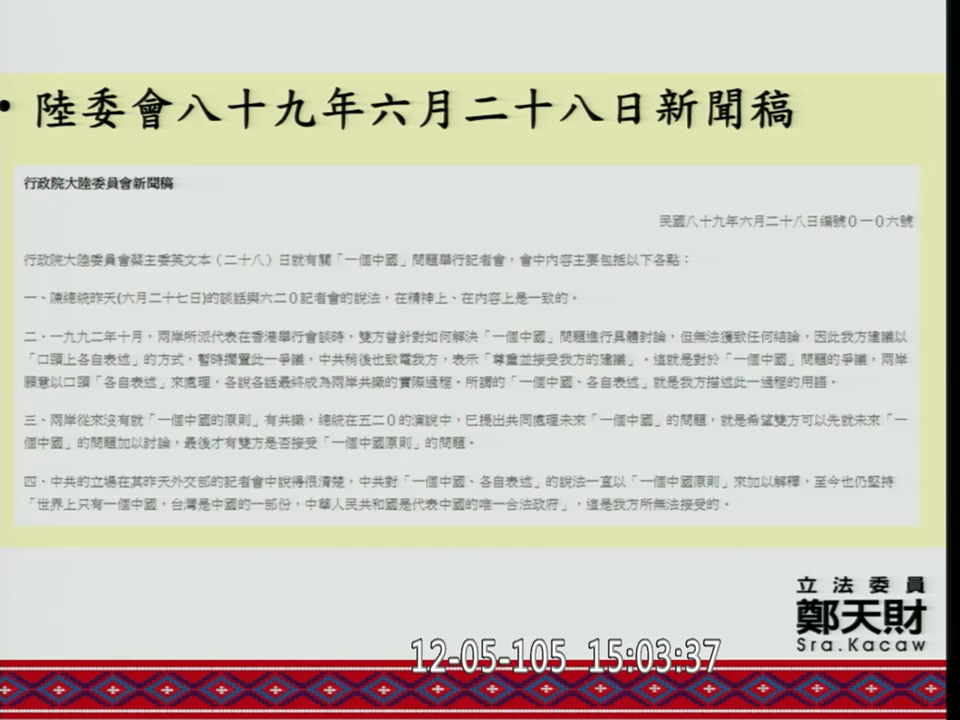 • 陸委會八十九年六月二十八日新聞稿
行政院大陸委員會新聞稿
民國八十九年六月二十八日編號0一0六號
行政院大陸委員會蔡主委英文本（二十八）日就有關「一個中國」問題舉行記者會，會中內容主要包括以下各點：
一、陳總統昨天(六月二十七日)的談話與六二0記者會的說法，在精神上、在內容上是一致的。
二、一九九二年十月，兩岸所派代表在香港舉行會談時，雙方曾針對如何解決「一個中國」問題進行具體討論，但無法獲致任何結論，因此我方建議以
「口頭上各自表述」的方式，暫時擱置此一爭議，中共稍後也致電我方，表示「尊重並接受我方的建議」。這就是對於「一個中國」問題的爭議，兩岸
願意以口頭「各自表述」來處理，各說各話最終成為兩岸共識的實際過程。所謂的「一個中國、各自表述」就是我方描述此一過程的用語。
三、兩岸從來沒有就「一個中國的原則」有共識，總統在五二0的演說中，已提出共同處理未來「一個中國」的問題，就是希望雙方可以先就未來「一
個中國」的問題加以討論，最後才有雙方是否接受「一個中國原則」的問題。
四、中共的立場在其昨天外交部的記者會中說得很清楚，中共對「一個中國、各自表述」的說法一直以「一個中國原則」來加以解釋，至今也仍堅持
「世界上只有一個中國，台灣是中國的一部份，中華人民共和國是代表中國的唯一合法政府」，這是我方所無法接受的。
立法委員
鄭天財
Sra.Kacaw
12-05-105 15:03:37